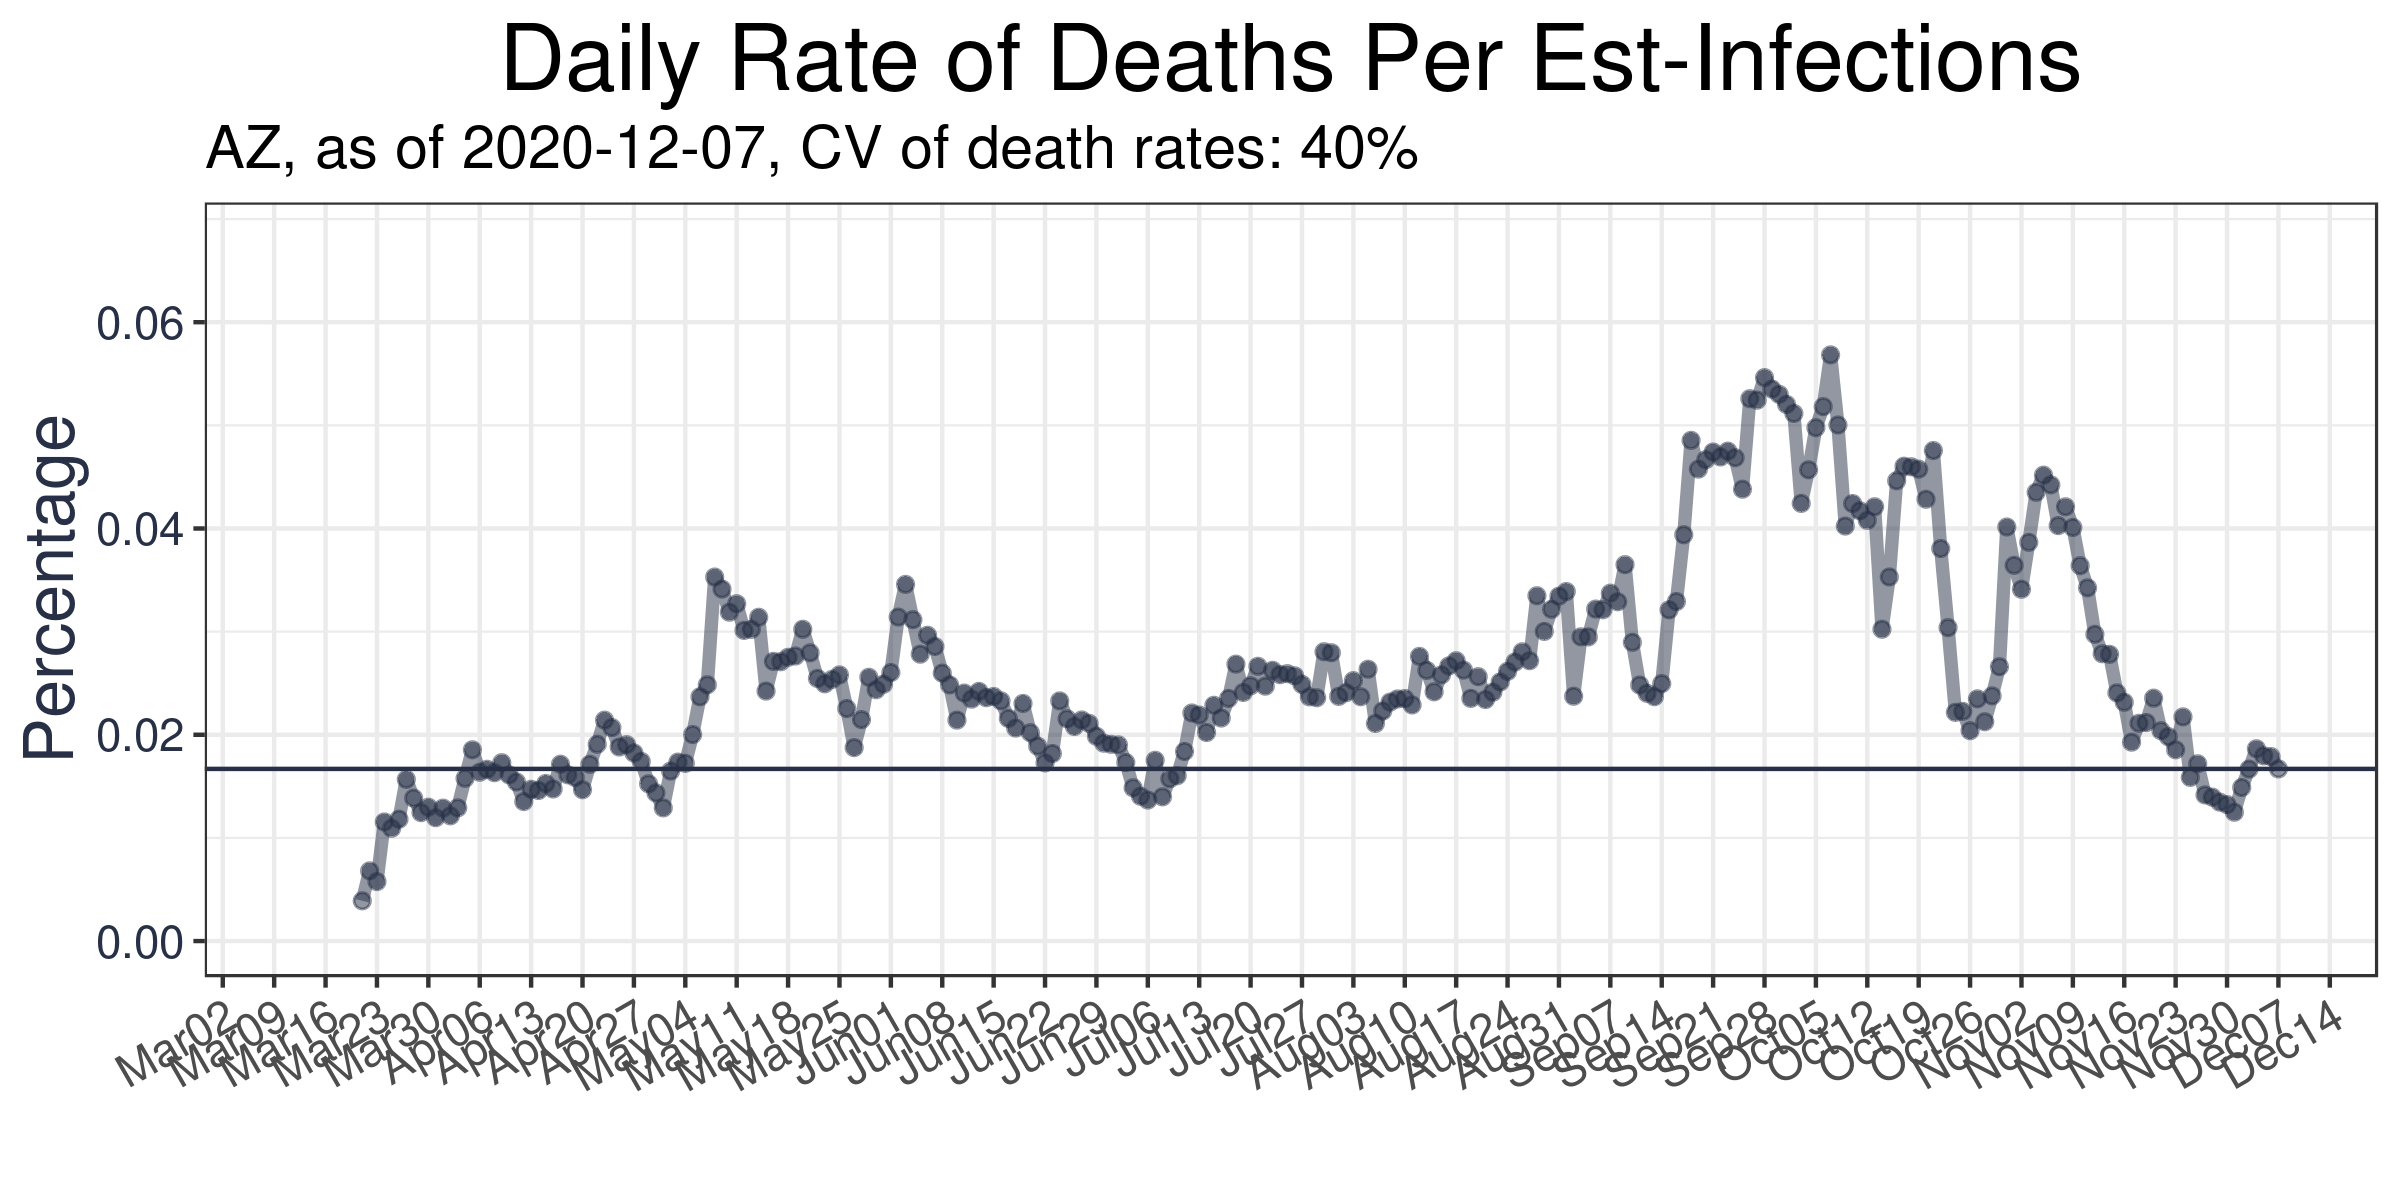 Daily Rate of Deaths Per Est-Infections
AZ, as of 2020-12-07, CV of death rates: 40%
Percentage
0.06
0.04
0.02
0.00
Mar02
Mar09
Mar16
Mar23
Mar30
Apr06
Apr13
Apr20
Apr27
May04
May11
May18
May25
Jun01
Jun08
Jun15
Jun22
Jun29
Jul06
Jul13
Jul20
Jul27
Aug03
Aug10
Aug17
Aug24
Aug31
Sep07
Sep14
Sep21
Sep28
Oct05
Oct12
Oct19
Oct26
Nov02
Nov09
Nov16
Nov23
Nov30
Dec07
Dec14